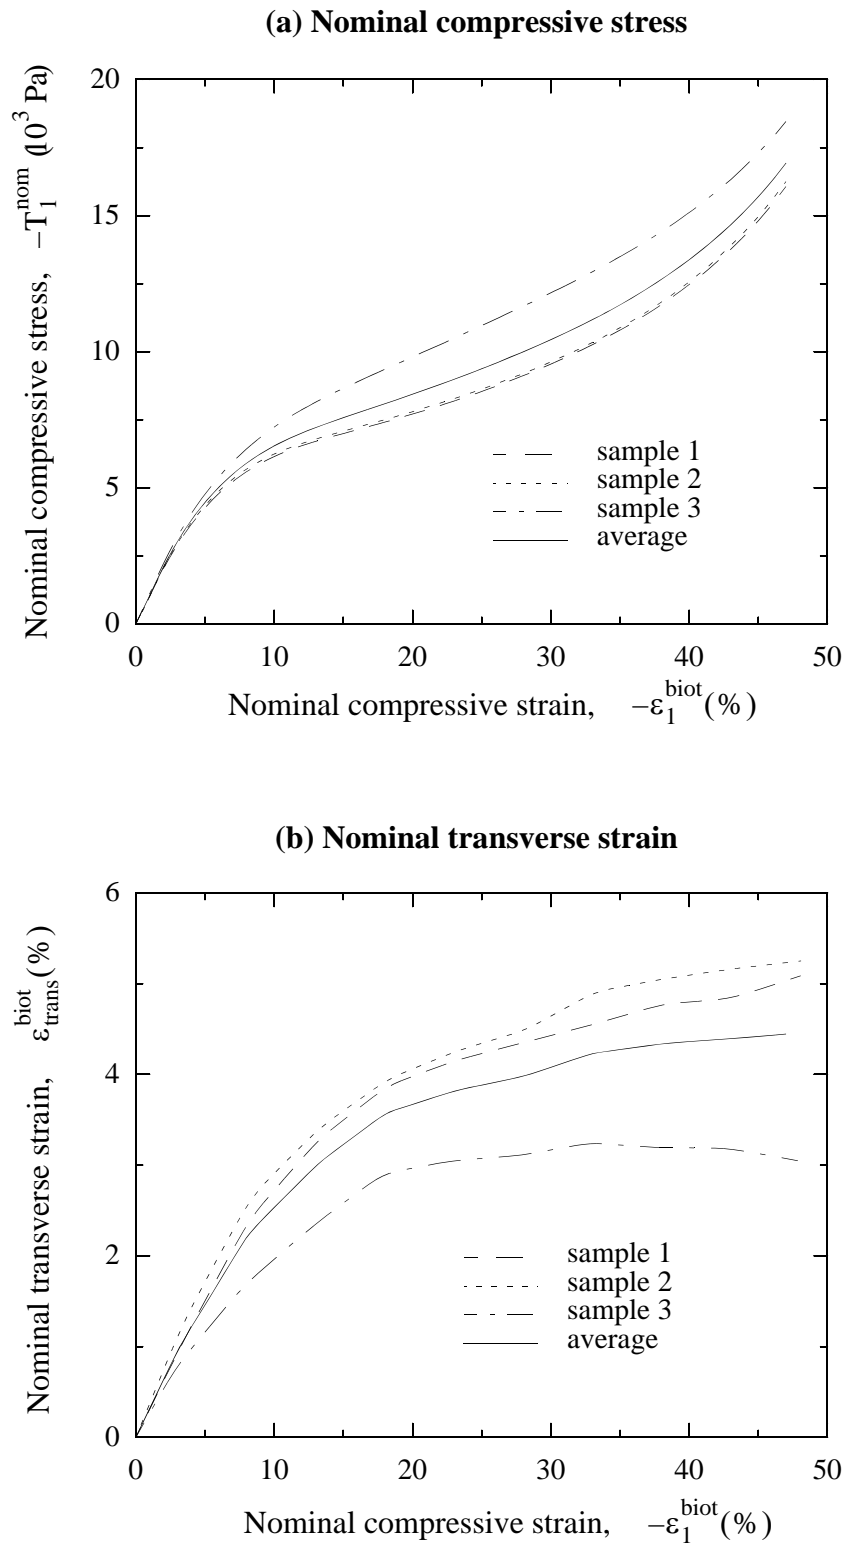 (a) Nominal compressive stress
Nominal compressive stress, −T₁ⁿᵒᵐ (10³ Pa)
20
15
10
5
0
sample 1
sample 2
sample 3
average
0 10 20 30 40 50
Nominal compressive strain, −ε₁ᵇⁱᵒᵗ(%)
(b) Nominal transverse strain
Nominal transverse strain, ε_trans^biot(%)
6
4
2
0
sample 1
sample 2
sample 3
average
0 10 20 30 40 50
Nominal compressive strain, −ε₁ᵇⁱᵒᵗ(%)